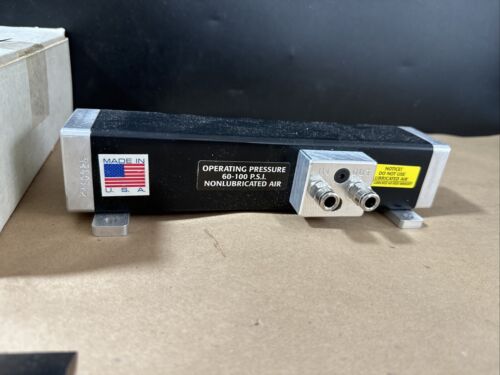 MADE IN
U.S.A
OPERATING PRESSURE
60-100 P.S.I.
NONLUBRICATED AIR
NOTICE!
DO NOT USE
LUBRICATED AIR